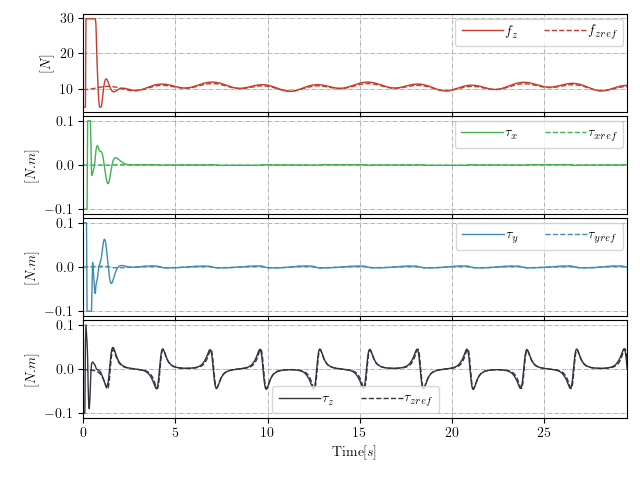 30
20
10
[N]
f_z
f_zref
0.1
0.0
−0.1
[N.m]
τ_x
τ_xref
0.1
0.0
−0.1
[N.m]
τ_y
τ_yref
0.1
0.0
−0.1
[N.m]
τ_z
τ_zref
0 5 10 15 20 25
Time[s]